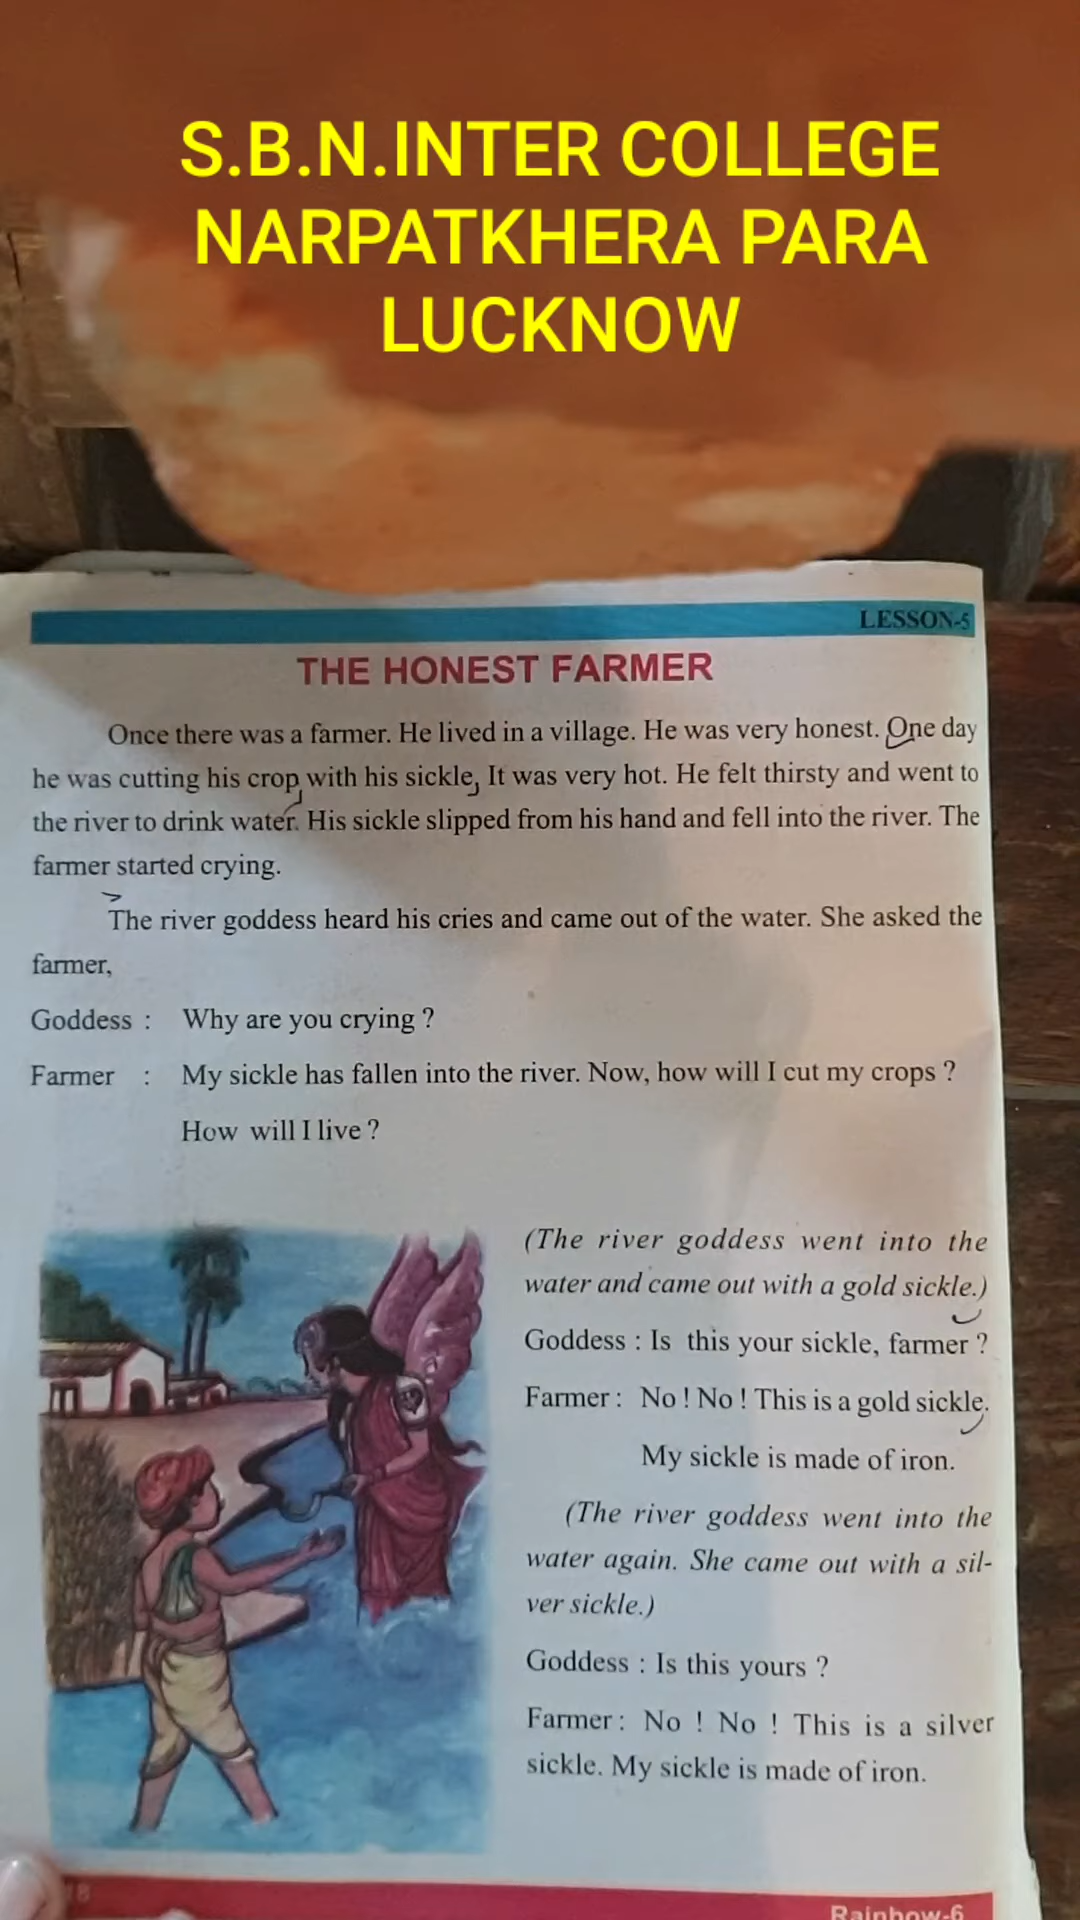 S.B.N.INTER COLLEGE
NARPATKHERA PARA
LUCKNOW
LESSON-5
THE HONEST FARMER
Once there was a farmer. He lived in a village. He was very honest. One day
he was cutting his crop with his sickle, It was very hot. He felt thirsty and went to
the river to drink water. His sickle slipped from his hand and fell into the river. The
farmer started crying.
The river goddess heard his cries and came out of the water. She asked the
farmer,
Goddess : Why are you crying ?
Farmer : My sickle has fallen into the river. Now, how will I cut my crops ?
How will I live ?
(The river goddess went into the
water and came out with a gold sickle.)
Goddess : Is this your sickle, farmer ?
Farmer : No ! No ! This is a gold sickle.
My sickle is made of iron.
(The river goddess went into the
water again. She came out with a sil-
ver sickle.)
Goddess : Is this yours ?
Farmer : No ! No ! This is a silver
sickle. My sickle is made of iron.
Rainbow-6